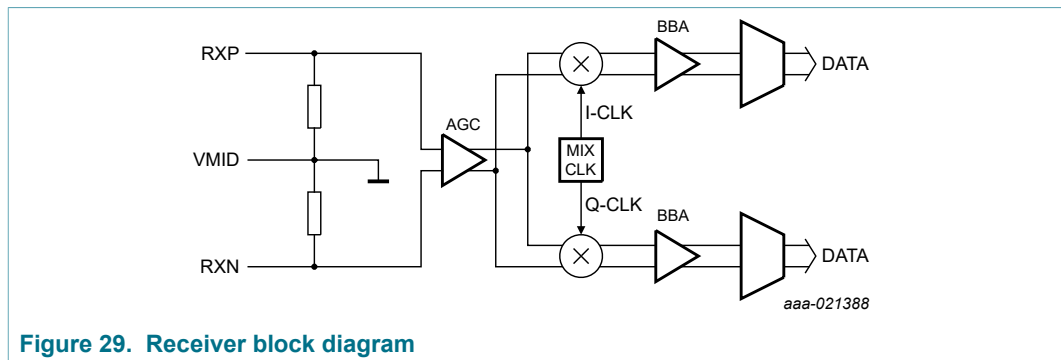 RXP
VMID
RXN
AGC
BBA
DATA
I-CLK
MIX
CLK
Q-CLK
BBA
DATA
aaa-021388
Figure 29. Receiver block diagram